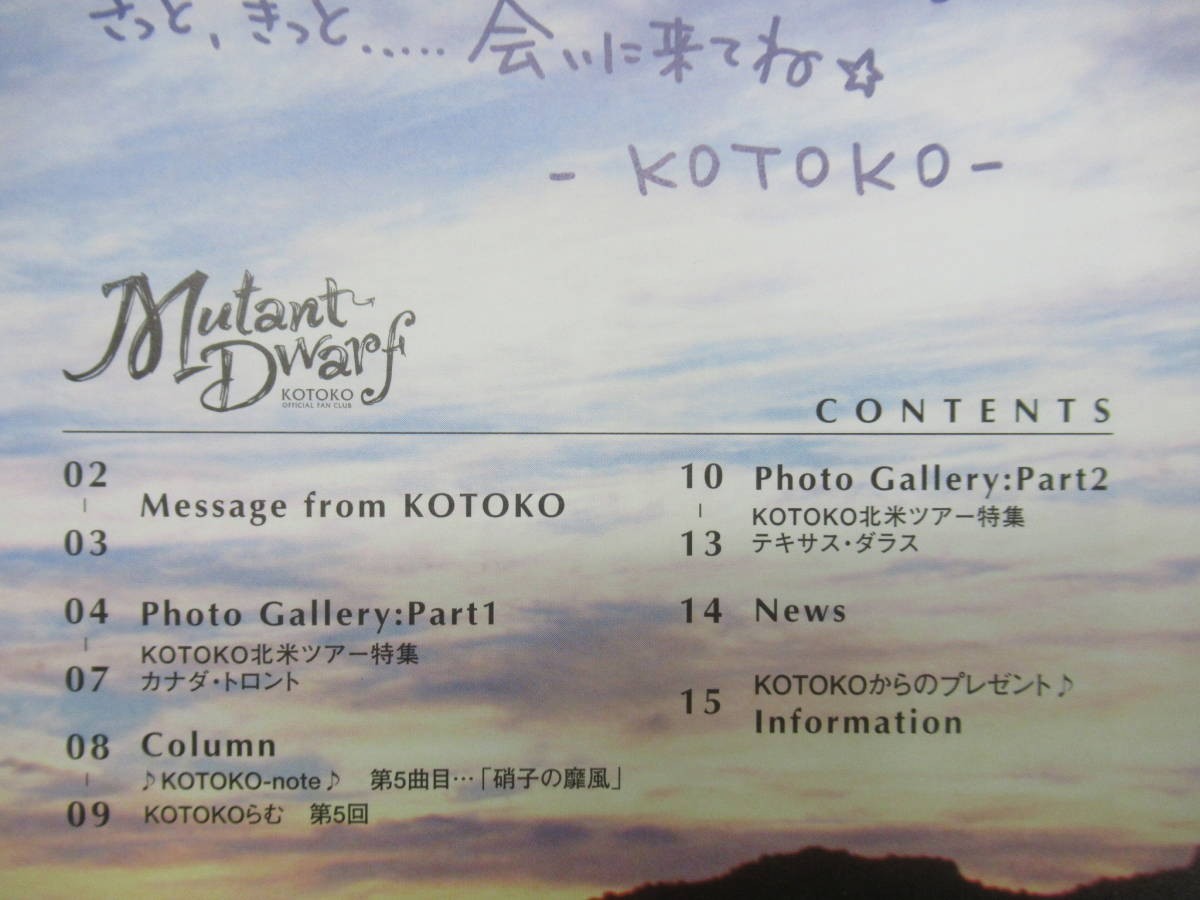 きっと、きっと..... 会いに来てね☆
- KOTOKO -
Mutant
Dwarf
KOTOKO
OFFICIAL FAN CLUB
CONTENTS
02
-
03
Message from KOTOKO
04
-
07
Photo Gallery:Part1
KOTOKO北米ツアー特集
カナダ・トロント
08
-
09
Column
♪KOTOKO-note♪ 第5曲目…「硝子の靡風」
KOTOKOらむ 第5回
10
-
13
Photo Gallery:Part2
KOTOKO北米ツアー特集
テキサス・ダラス
14
News
15
KOTOKOからのプレゼント♪
Information